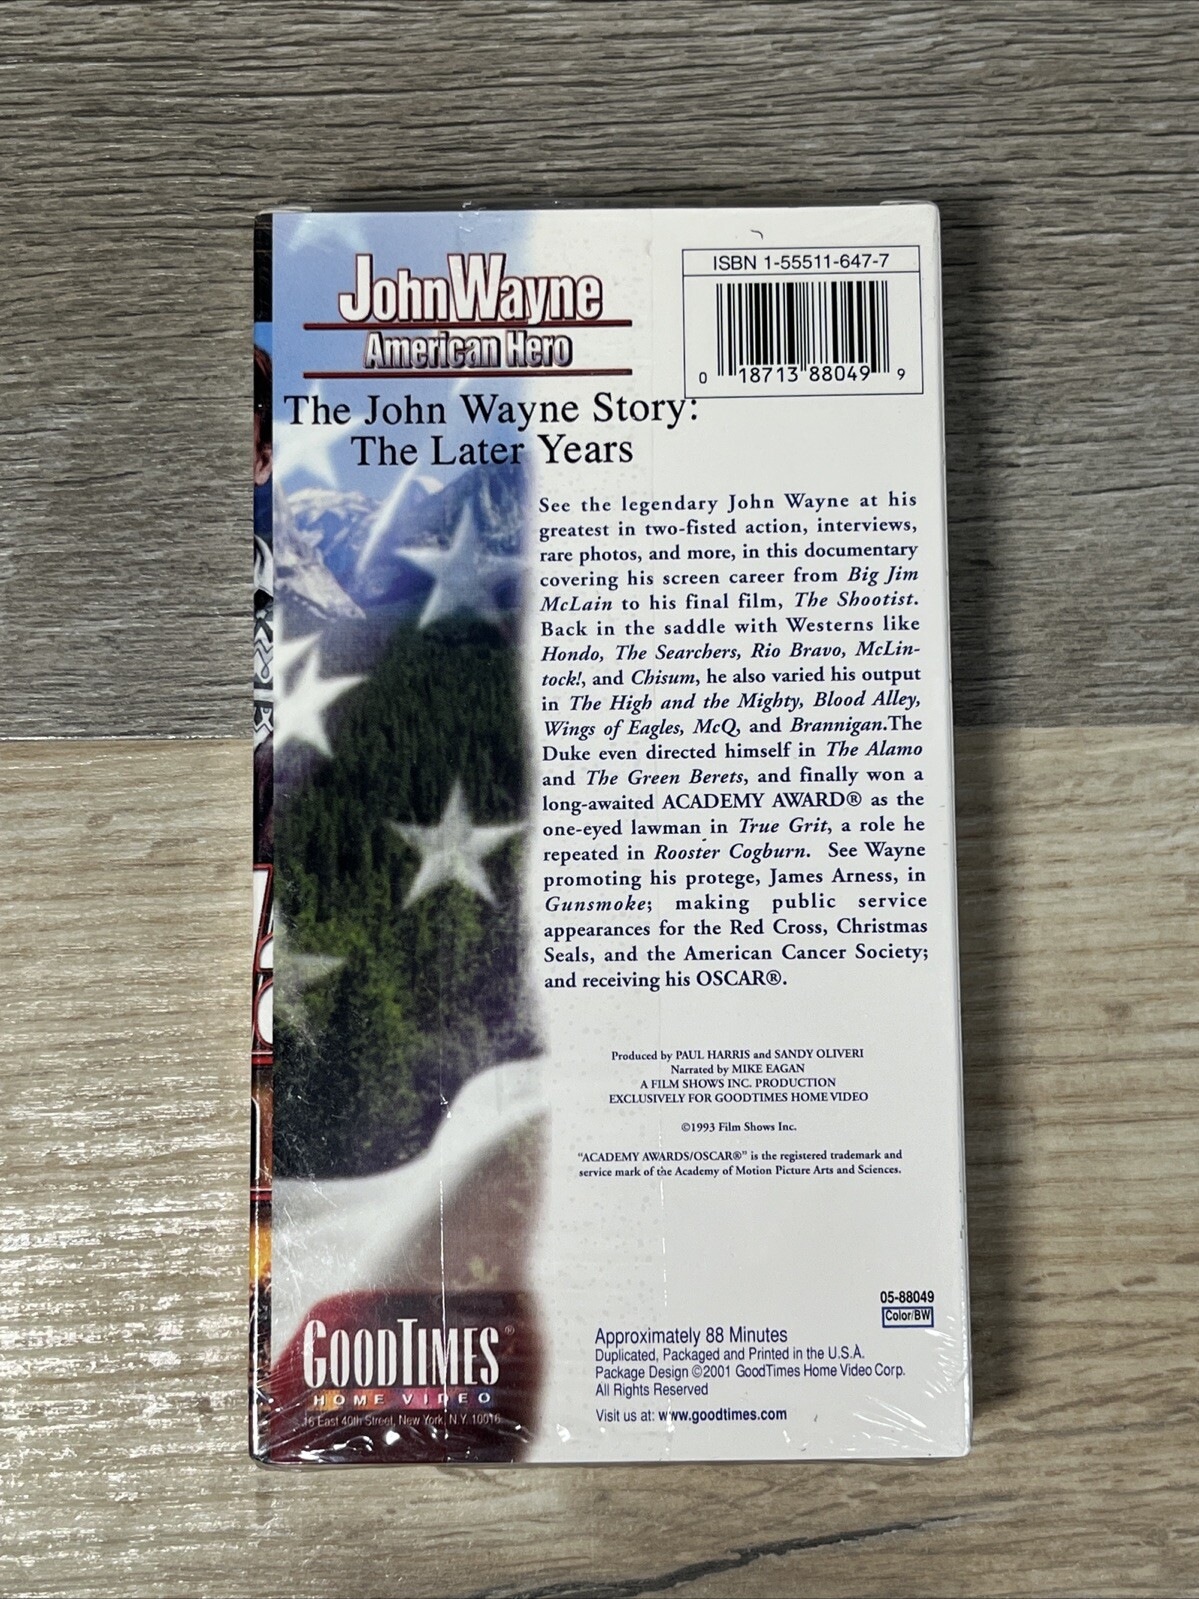 John Wayne
American Hero
ISBN 1-55511-647-7
0 18713 88049 9
The John Wayne Story:
The Later Years
See the legendary John Wayne at his
greatest in two-fisted action, interviews,
rare photos, and more, in this documentary
covering his screen career from Big Jim
McLain to his final film, The Shootist.
Back in the saddle with Westerns like
Hondo, The Searchers, Rio Bravo, McLin-
tock!, and Chisum, he also varied his output
in The High and the Mighty, Blood Alley,
Wings of Eagles, McQ, and Brannigan.The
Duke even directed himself in The Alamo
and The Green Berets, and finally won a
long-awaited ACADEMY AWARD® as the
one-eyed lawman in True Grit, a role he
repeated in Rooster Cogburn. See Wayne
promoting his protege, James Arness, in
Gunsmoke; making public service
appearances for the Red Cross, Christmas
Seals, and the American Cancer Society;
and receiving his OSCAR®.
Produced by PAUL HARRIS and SANDY OLIVERI
Narrated by MIKE EAGAN
A FILM SHOWS INC. PRODUCTION
EXCLUSIVELY FOR GOODTIMES HOME VIDEO
©1993 Film Shows Inc.
"ACADEMY AWARDS/OSCAR®" is the registered trademark and
service mark of the Academy of Motion Picture Arts and Sciences.
05-88049
Color/BW
GOODTIMES®
HOME VIDEO
16 East 40th Street, New York, N.Y. 10016
Approximately 88 Minutes
Duplicated, Packaged and Printed in the U.S.A.
Package Design ©2001 GoodTimes Home Video Corp.
All Rights Reserved
Visit us at: www.goodtimes.com